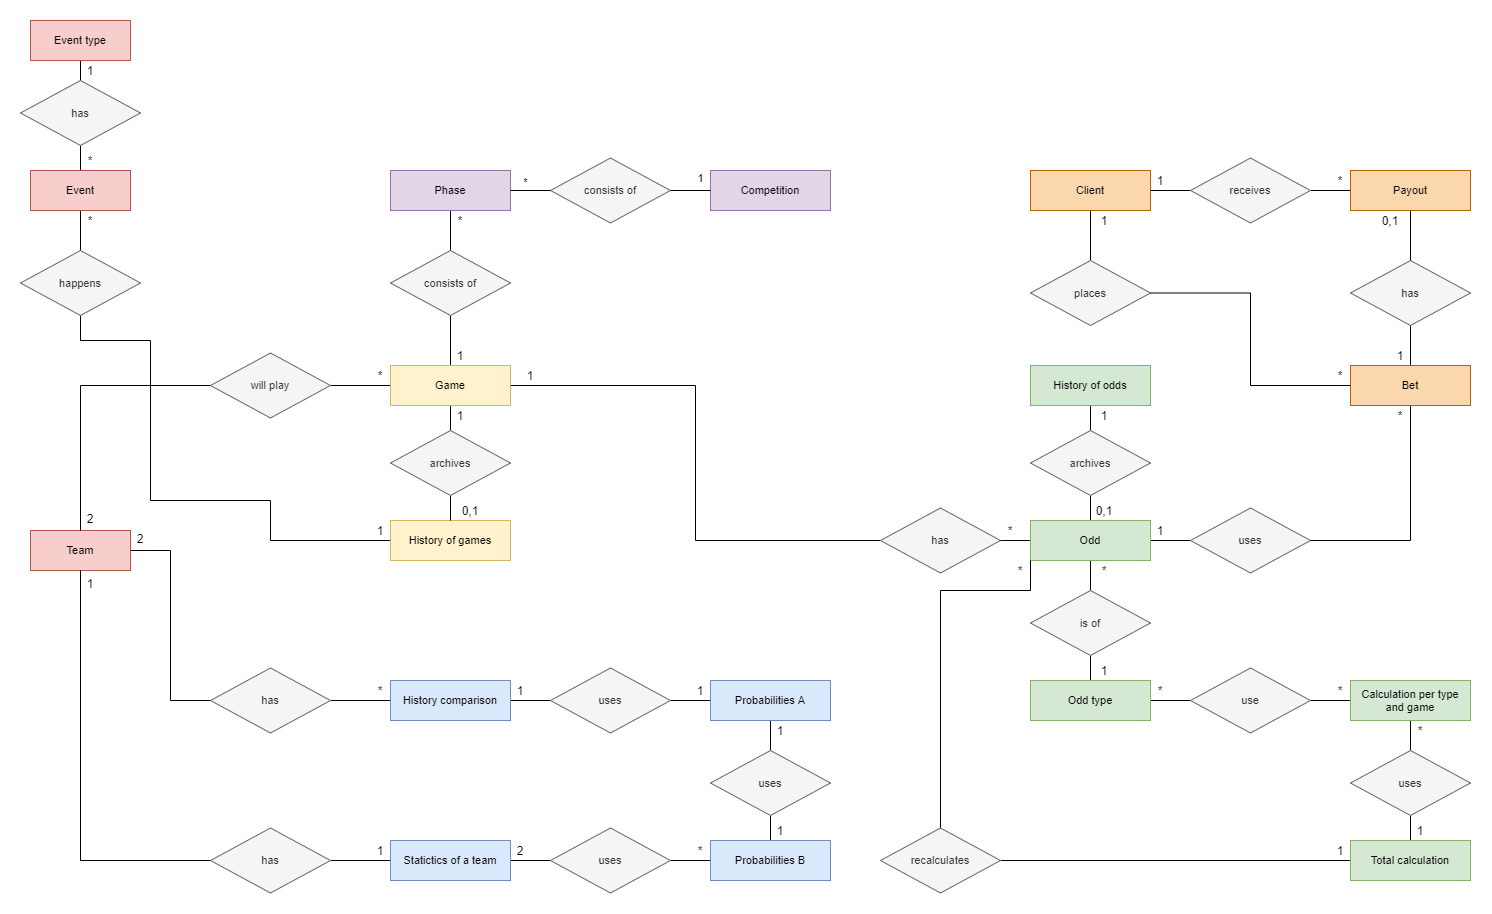 Event type
1
has
*
Event
*
happens
Phase
*
consists of
1
Competition
*
consists of
1
Client
1
receives
*
Payout
1
0,1
places
has
1
*
Bet
*
will play
*
Game
1
1
archives
0,1
History of games
1
2
Team
2
1
History of odds
1
archives
0,1
has
*
Odd
1
uses
*
*
is of
1
has
*
History comparison
1
uses
1
Probabilities A
1
uses
1
Odd type
*
use
*
Calculation per type
and game
*
uses
1
has
1
Statictics of a team
2
uses
*
Probabilities B
recalculates
1
Total calculation